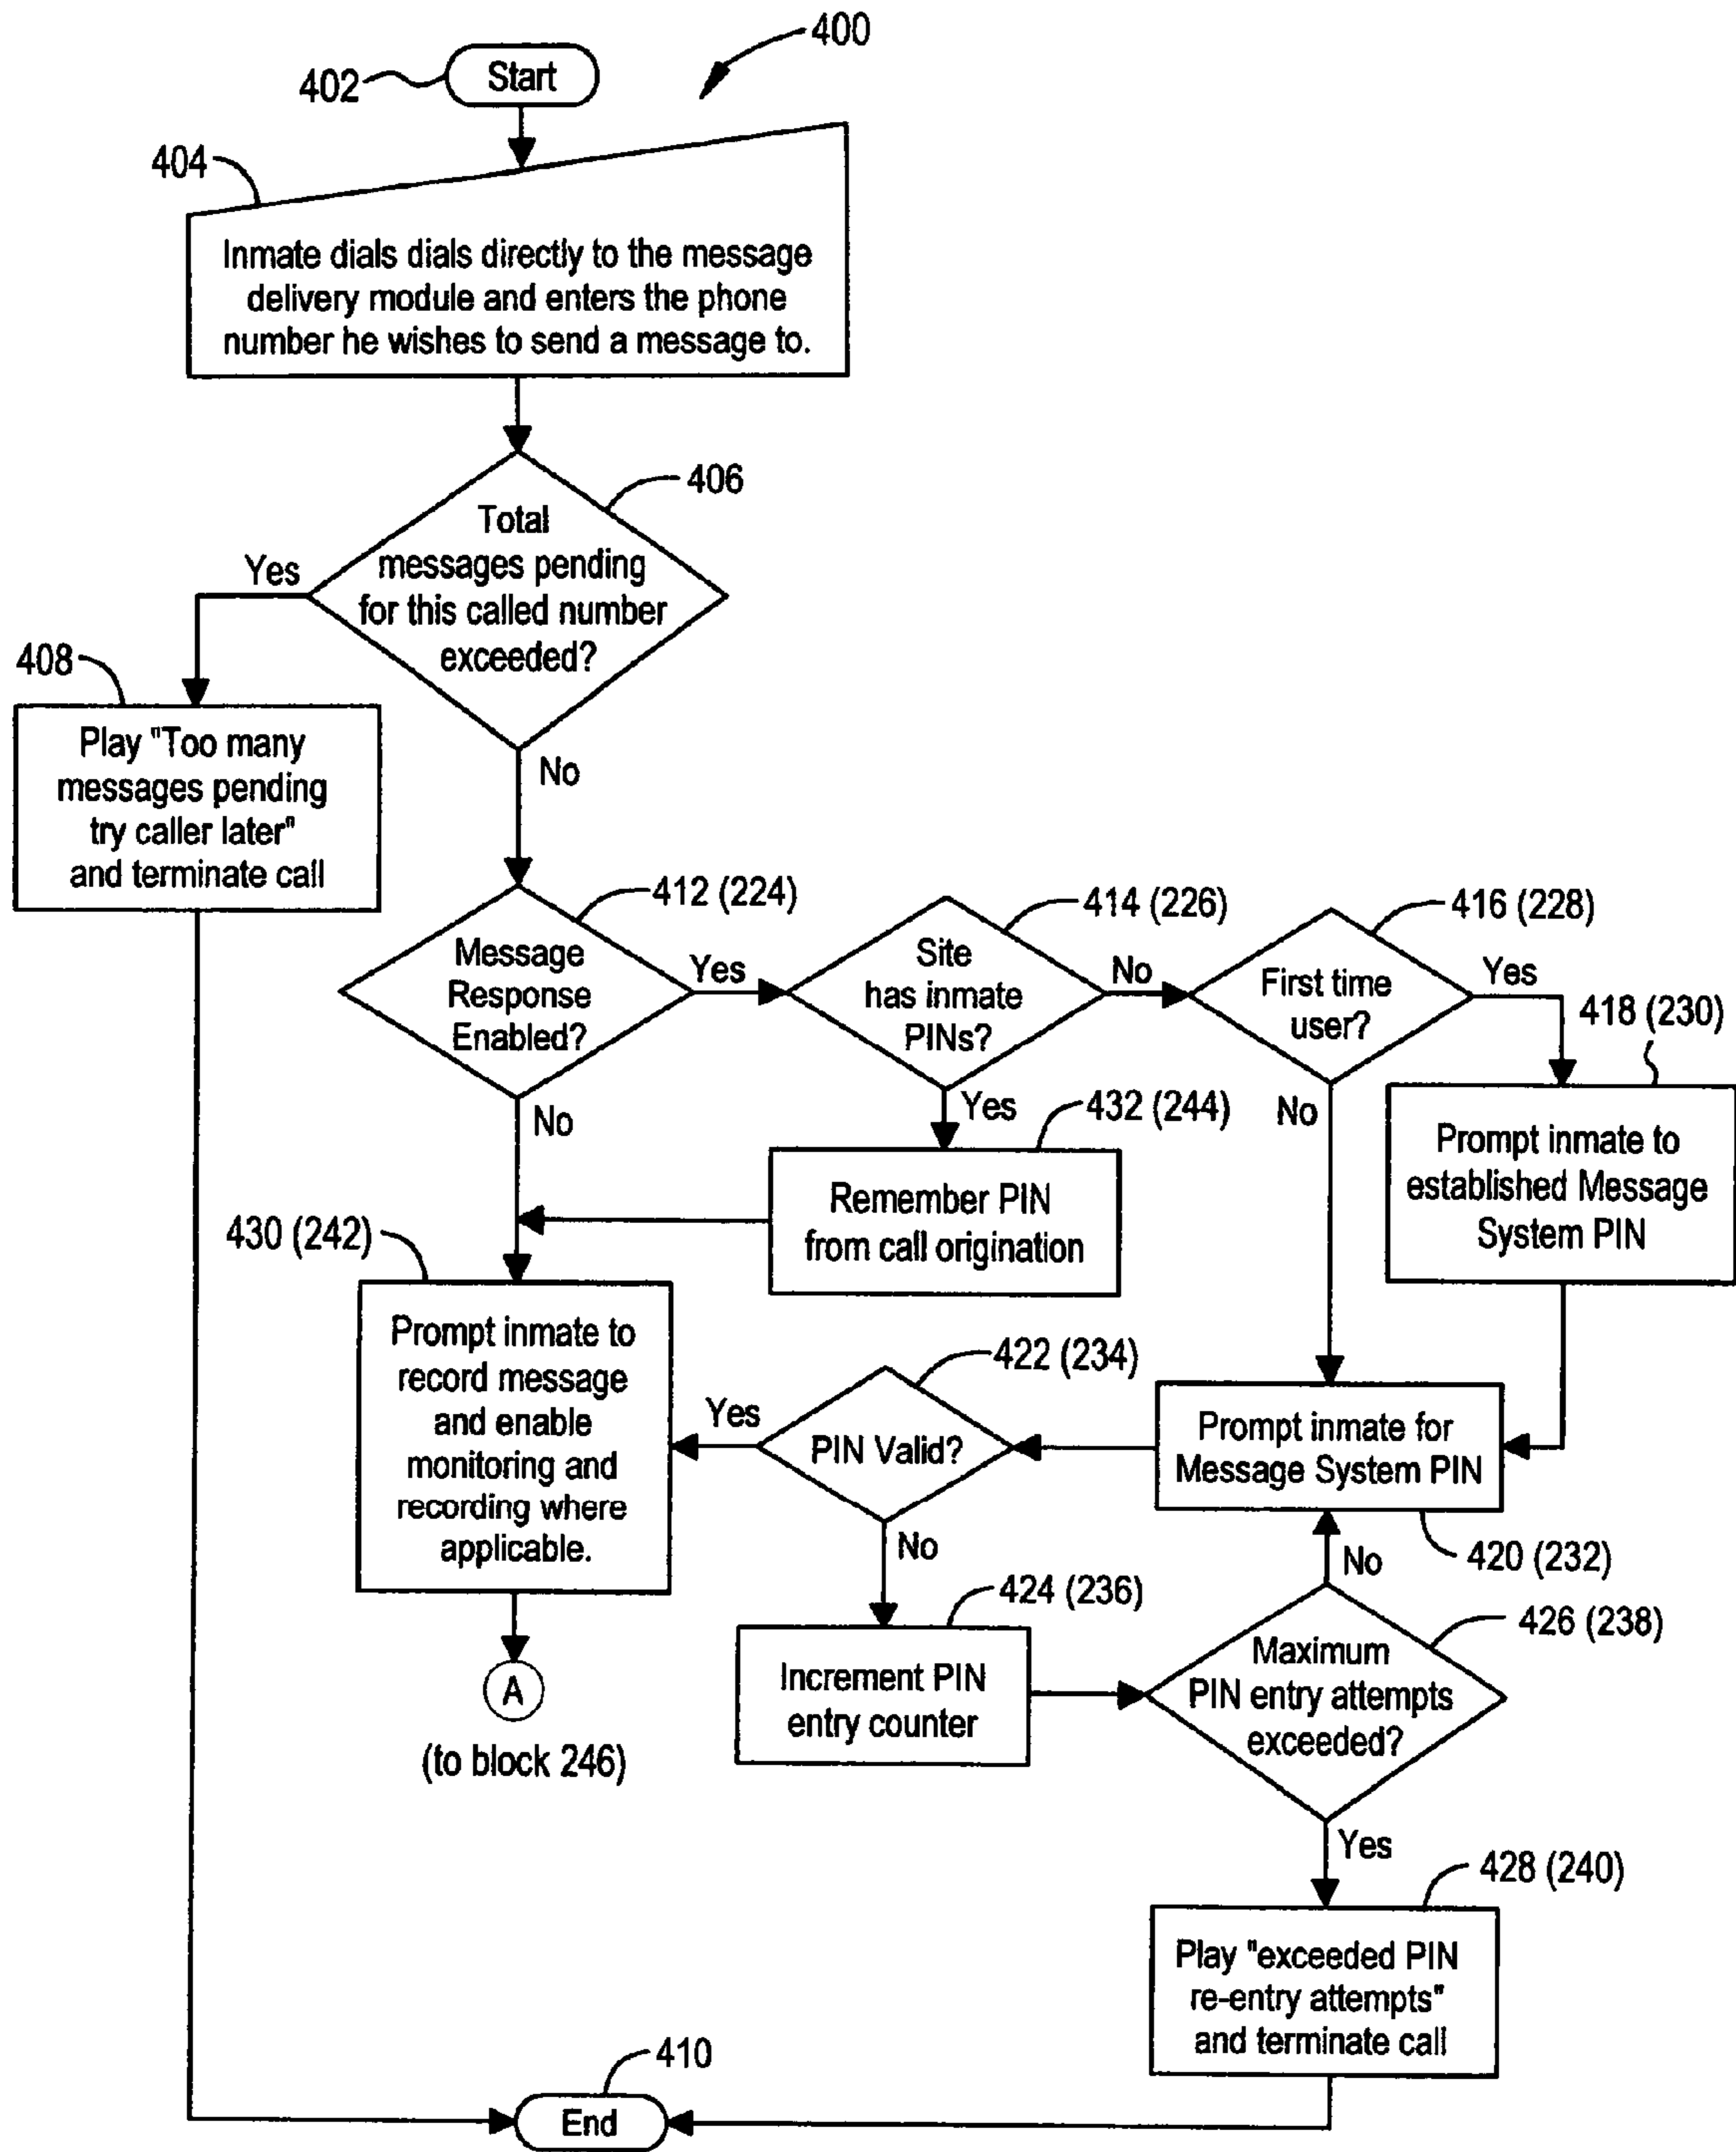 400
402
Start
404
Inmate dials dials directly to the message
delivery module and enters the phone
number he wishes to send a message to.
406
Total
messages pending
for this called number
exceeded?
Yes
No
408
Play "Too many
messages pending
try caller later"
and terminate call
412 (224)
Message
Response
Enabled?
Yes
No
414 (226)
Site
has inmate
PINs?
No
Yes
416 (228)
First time
user?
Yes
No
418 (230)
Prompt inmate to
established Message
System PIN
432 (244)
Remember PIN
from call origination
430 (242)
Prompt inmate to
record message
and enable
monitoring and
recording where
applicable.
422 (234)
PIN Valid?
Yes
No
Prompt inmate for
Message System PIN
420 (232)
No
424 (236)
Increment PIN
entry counter
426 (238)
Maximum
PIN entry attempts
exceeded?
Yes
A
(to block 246)
428 (240)
Play "exceeded PIN
re-entry attempts"
and terminate call
410
End